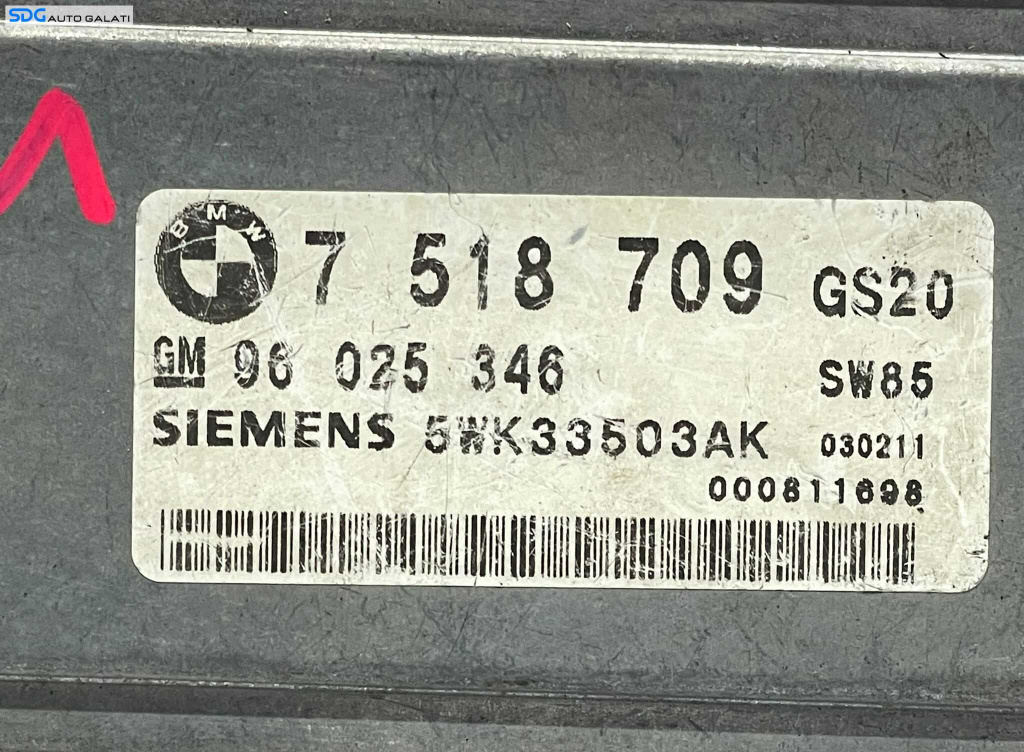 SDG AUTO GALATI
BMW 7 518 709 GS20
GM 96 025 346 SW85
SIEMENS 5WK33503AK 030211
000811698